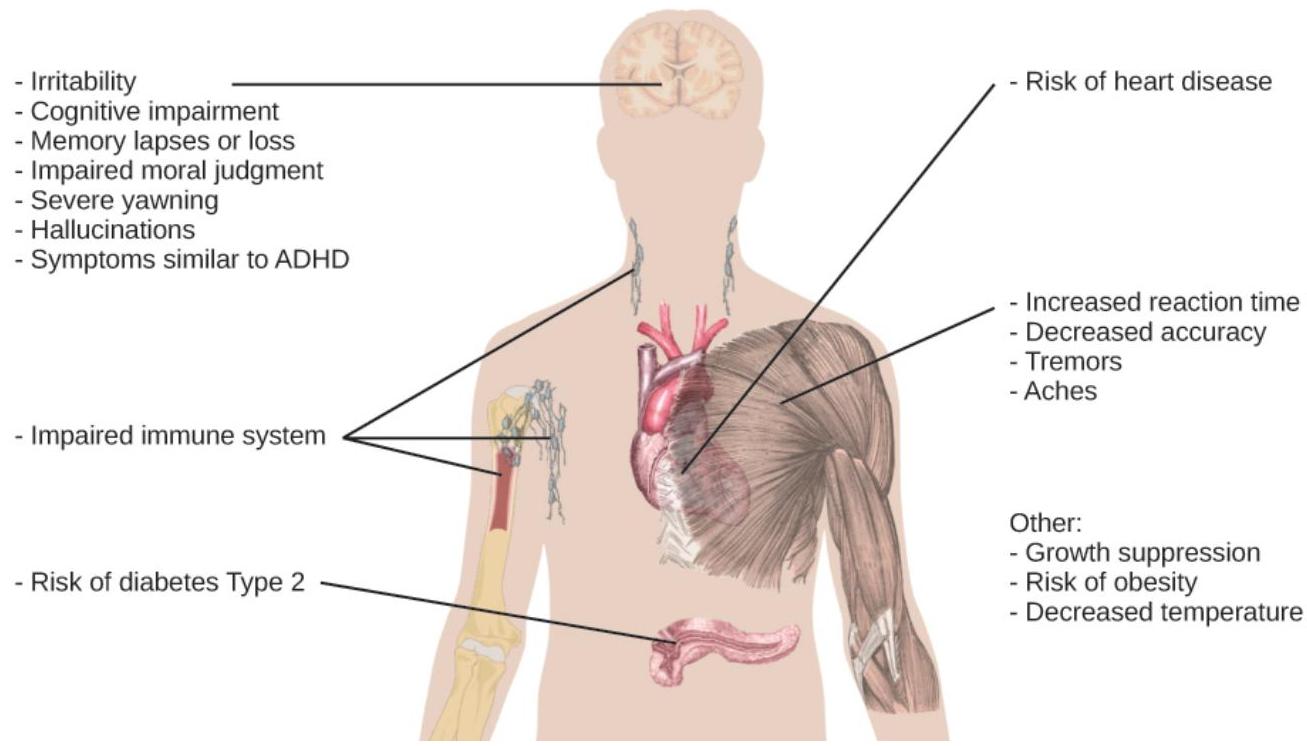 - Irritability
- Cognitive impairment
- Memory lapses or loss
- Impaired moral judgment
- Severe yawning
- Hallucinations
- Symptoms similar to ADHD
- Impaired immune system
- Risk of diabetes Type 2
- Risk of heart disease
- Increased reaction time
- Decreased accuracy
- Tremors
- Aches
Other:
- Growth suppression
- Risk of obesity
- Decreased temperature